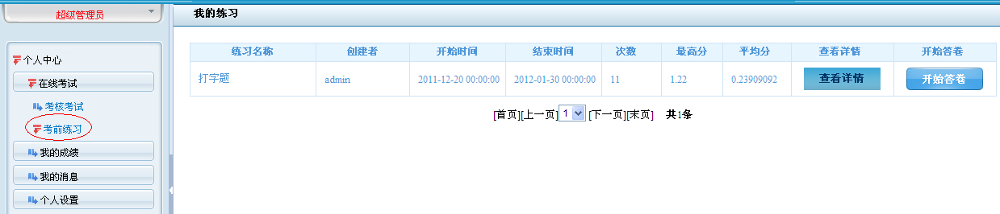 超级管理员
个人中心
在线考试
考核考试
考前练习
我的成绩
我的消息
个人设置
我的练习
练习名称 创建者 开始时间 结束时间 次数 最高分 平均分 查看详情 开始答卷
打字题 admin 2011-12-20 00:00:00 2012-01-30 00:00:00 11 1.22 0.23909092 查看详情 开始答卷
[首页][上一页] 1 [下一页][末页] 共1条